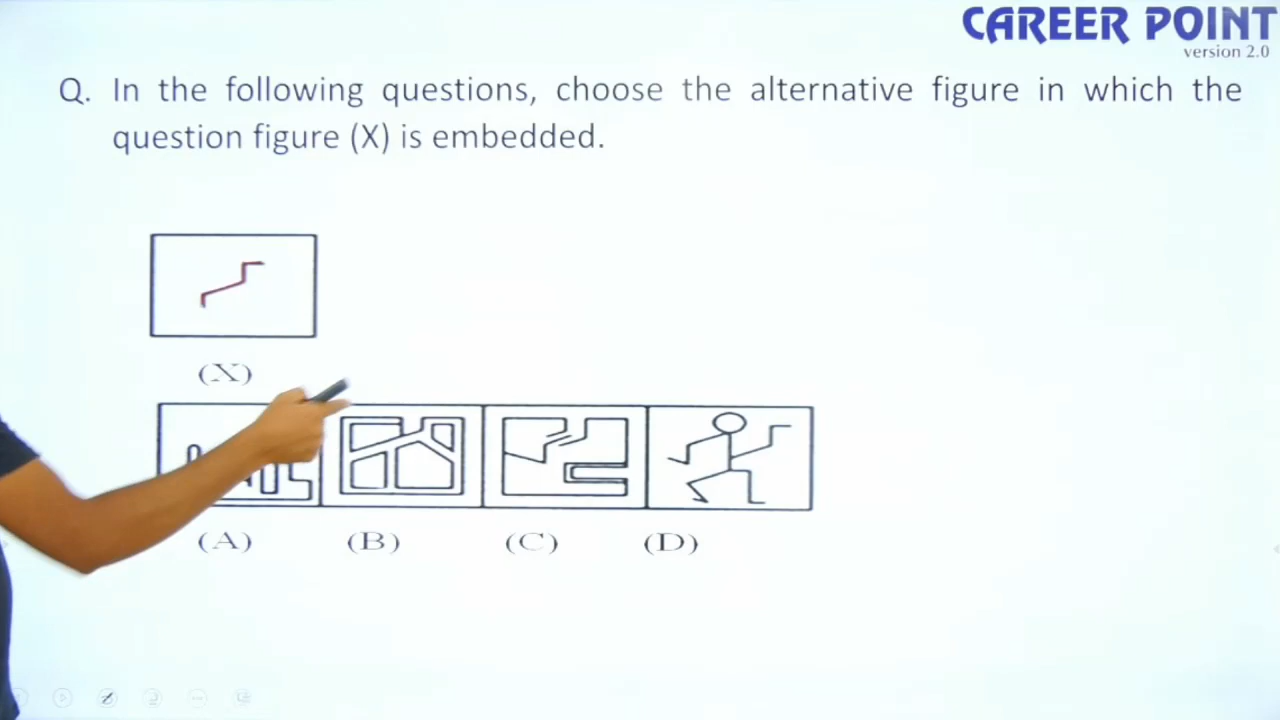 CAREER POINT
version 2.0
Q. In the following questions, choose the alternative figure in which the
question figure (X) is embedded.
(X)
(A) (B) (C) (D)